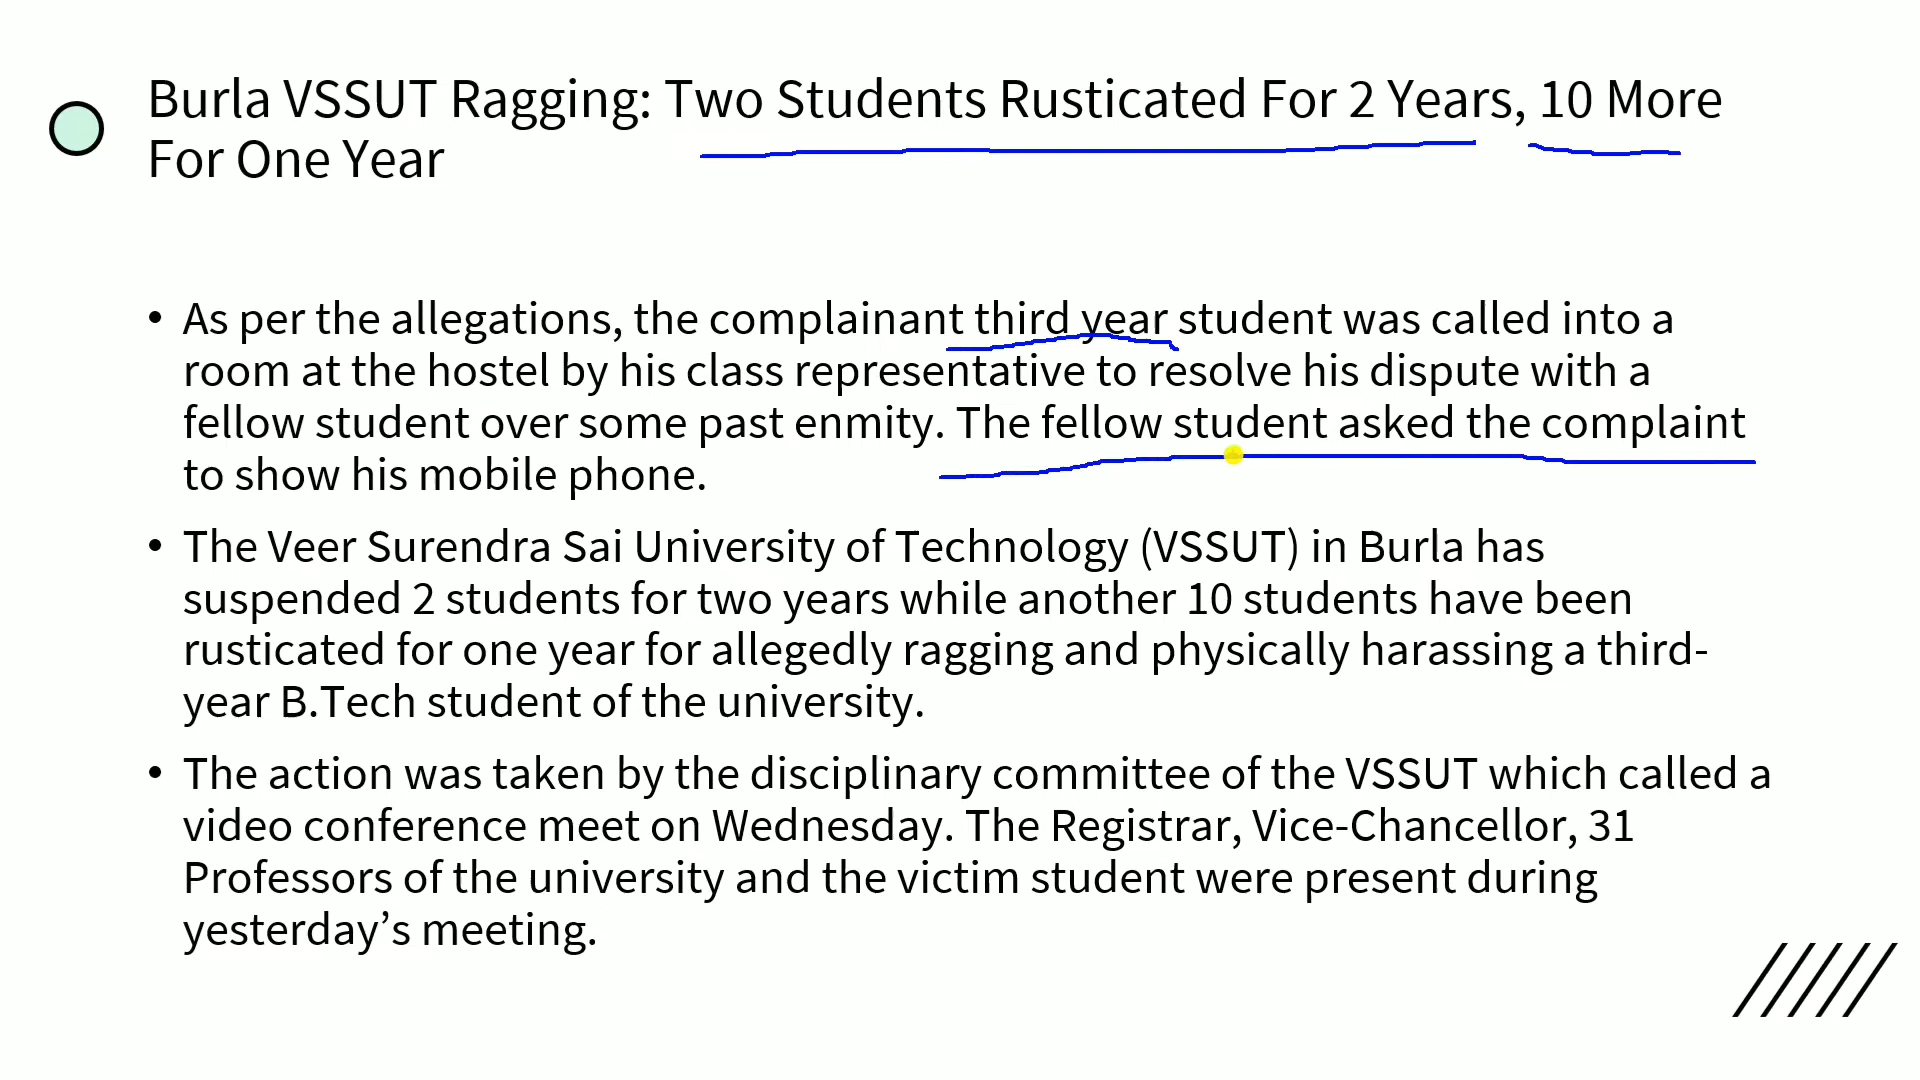 Burla VSSUT Ragging: Two Students Rusticated For 2 Years, 10 More
For One Year
• As per the allegations, the complainant third year student was called into a
room at the hostel by his class representative to resolve his dispute with a
fellow student over some past enmity. The fellow student asked the complaint
to show his mobile phone.
• The Veer Surendra Sai University of Technology (VSSUT) in Burla has
suspended 2 students for two years while another 10 students have been
rusticated for one year for allegedly ragging and physically harassing a third-
year B.Tech student of the university.
• The action was taken by the disciplinary committee of the VSSUT which called a
video conference meet on Wednesday. The Registrar, Vice-Chancellor, 31
Professors of the university and the victim student were present during
yesterday’s meeting.